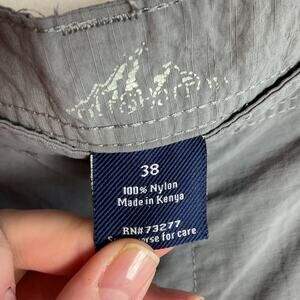 38
100% Nylon
Made in Kenya
RN#73277
for care